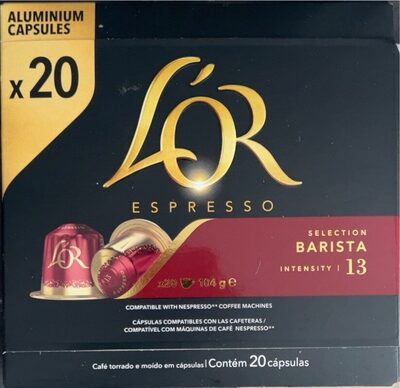 ALUMINIUM
CAPSULES
x 20
L'OR
ESPRESSO
SELECTION
BARISTA
INTENSITY | 13
L'OR
x20 104 g e
COMPATIBLE WITH NESPRESSO** COFFEE MACHINES
CÁPSULAS COMPATIBLES CON LAS CAFETERAS /
COMPATÍVEL COM MÁQUINAS DE CAFÉ NESPRESSO**
Café torrado e moído em cápsulas | Contém 20 cápsulas